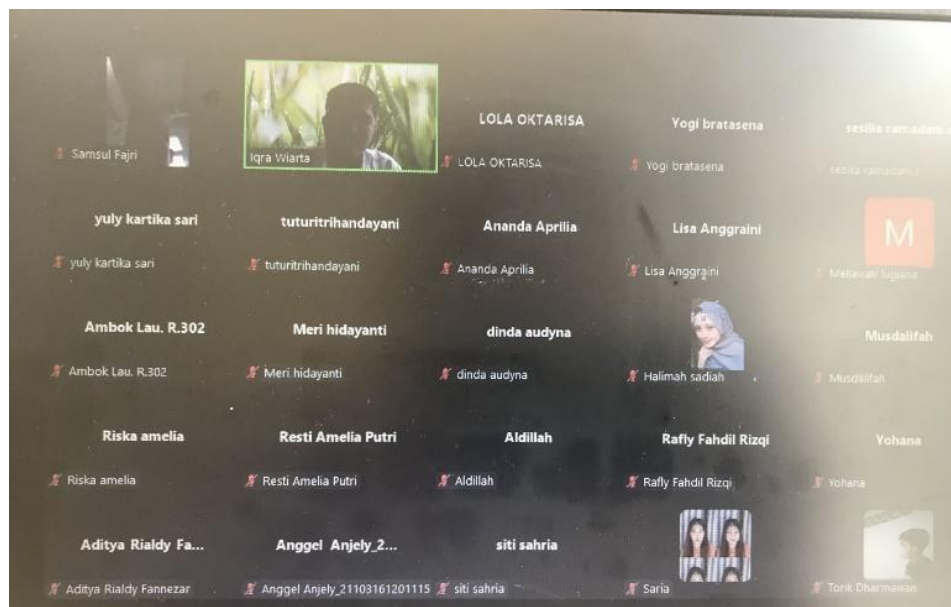 LOLA OKTARISA
Yogi bratasena
sesilia ramadani
Samsul Fajri
Iqra Wiarta
LOLA OKTARISA
Yogi bratasena
yuly kartika sari
tuturitrihandayani
Ananda Aprilia
Lisa Anggraini
M
yuly kartika sari
tuturitrihandayani
Ananda Aprilia
Lisa Anggraini
Ambok Lau. R.302
Meri hidayanti
dinda audyna
Musdalifah
Ambok Lau. R.302
Meri hidayanti
dinda audyna
Halimah sadiah
Musdalifah
Riska amelia
Resti Amelia Putri
Aldillah
Rafly Fahdil Rizqi
Yohana
Riska amelia
Resti Amelia Putri
Aldillah
Rafly Fahdil Rizqi
Yohana
Aditya Rialdy Fa...
Anggel Anjely_2...
siti sahria
Aditya Rialdy Fannezar
Anggel Anjely_21103161201115
siti sahria
Saria
Torik Dharmawan